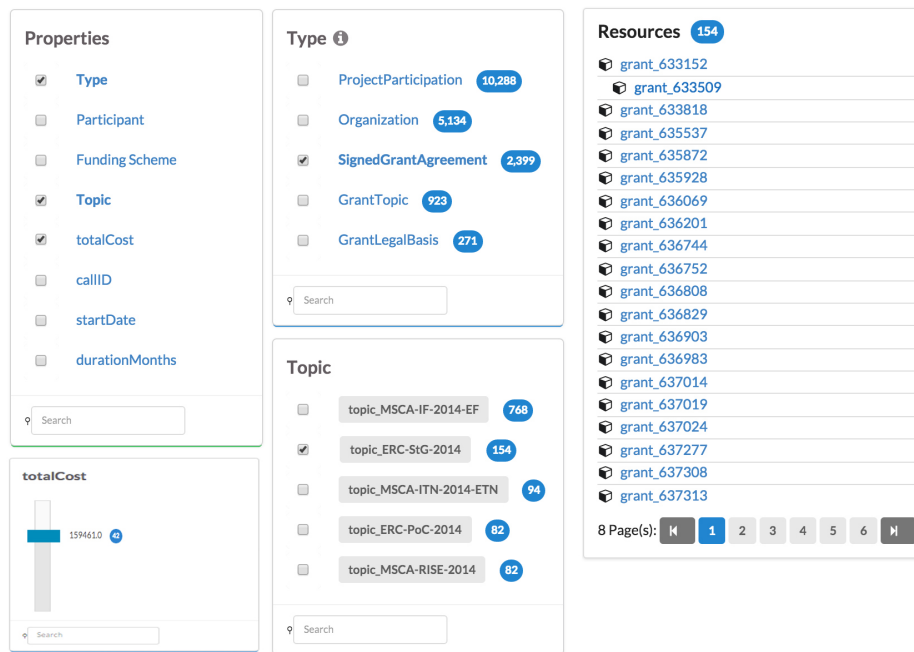 Properties
Type
Participant
Funding Scheme
Topic
totalCost
callID
startDate
durationMonths
Search
totalCost
159461.0 42
Search
Type
ProjectParticipation 10,288
Organization 5,134
SignedGrantAgreement 2,399
GrantTopic 923
GrantLegalBasis 271
Search
Topic
topic_MSCA-IF-2014-EF 768
topic_ERC-StG-2014 154
topic_MSCA-ITN-2014-ETN 94
topic_ERC-PoC-2014 82
topic_MSCA-RISE-2014 82
Search
Resources 154
grant_633152
grant_633509
grant_633818
grant_635537
grant_635872
grant_635928
grant_636069
grant_636201
grant_636744
grant_636752
grant_636808
grant_636829
grant_636903
grant_636983
grant_637014
grant_637019
grant_637024
grant_637277
grant_637308
grant_637313
8 Page(s): 1 2 3 4 5 6